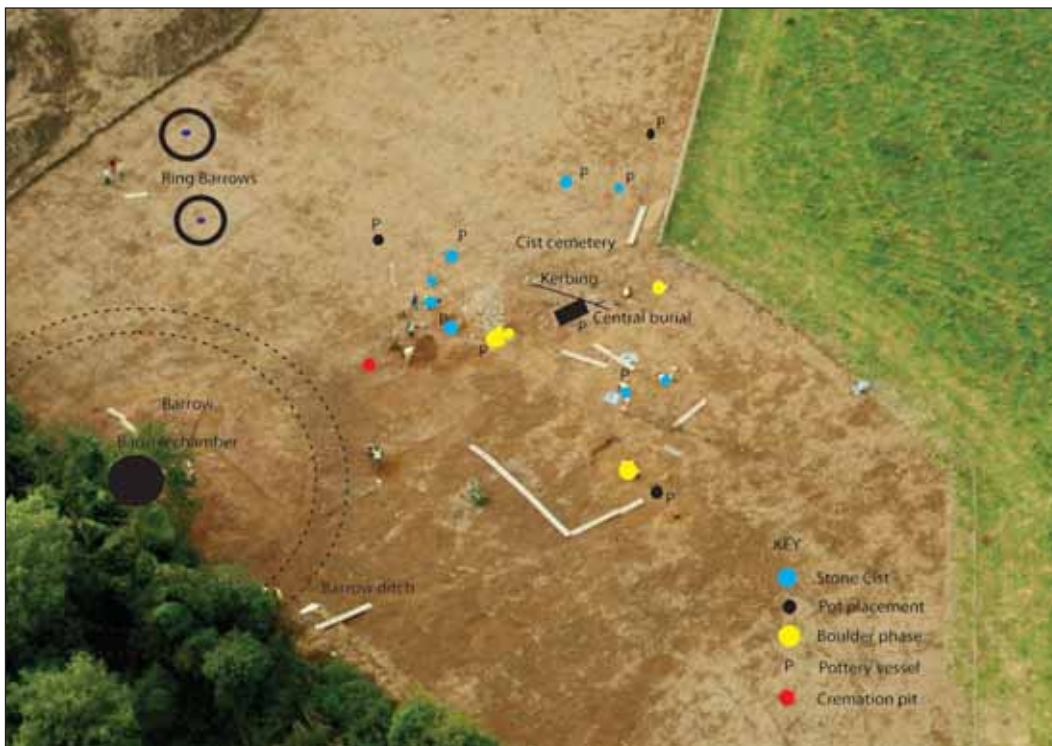 P
P
P
Ring Barrows
P
P
Cist cemetery
Kerbing
Central burial
P
P
P
P
Barrow
Barrow chamber
P
KEY
Stone Cist
Barrow ditch
Pot placement
Boulder phase
P Pottery vessel
Cremation pit